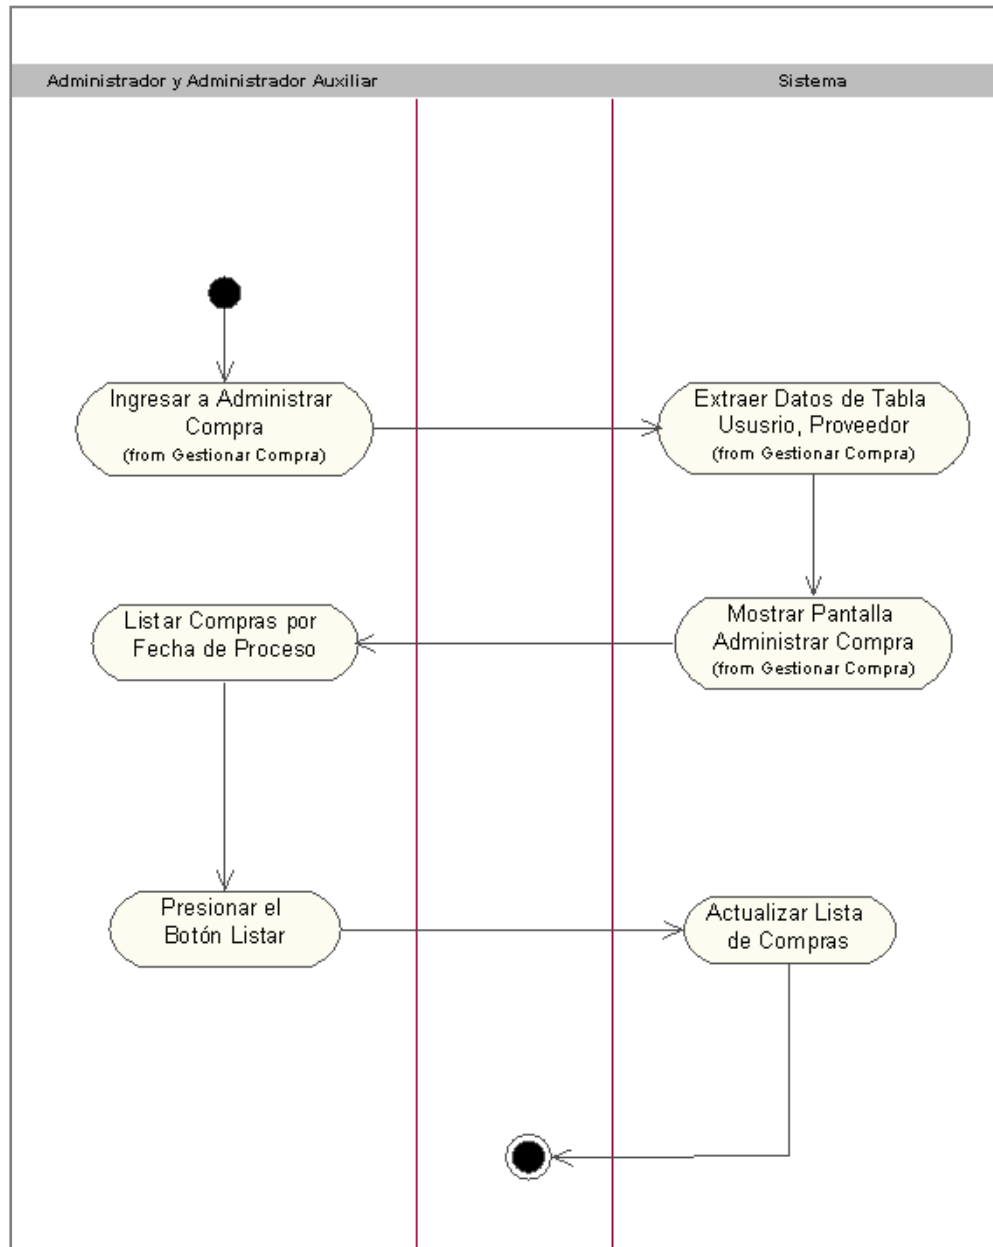 Administrador y Administrador Auxiliar
Sistema
Ingresar a Administrar
Compra
(from Gestionar Compra)
Extraer Datos de Tabla
Ususrio, Proveedor
(from Gestionar Compra)
Listar Compras por
Fecha de Proceso
Mostrar Pantalla
Administrar Compra
(from Gestionar Compra)
Presionar el
Botón Listar
Actualizar Lista
de Compras